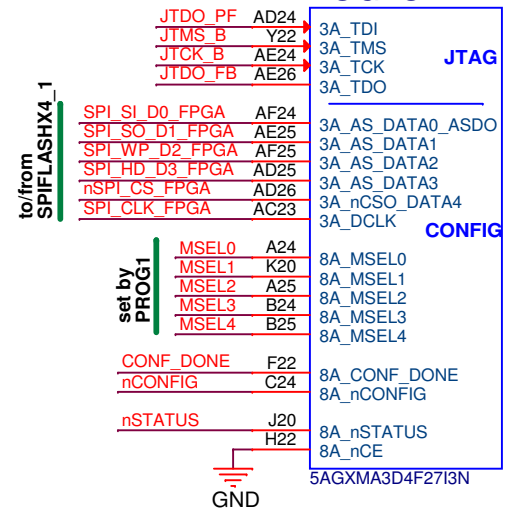 JTDO_PF AD24 3A_TDI
JTMS_B Y22 3A_TMS
JTCK_B AE24 3A_TCK
JTDO_FB AE26 3A_TDO
JTAG
to/from
SPIFLASHX4_1
SPI_SI_D0_FPGA AF24 3A_AS_DATA0_ASDO
SPI_SO_D1_FPGA AE25 3A_AS_DATA1
SPI_WP_D2_FPGA AF25 3A_AS_DATA2
SPI_HD_D3_FPGA AD25 3A_AS_DATA3
nSPI_CS_FPGA AD26 3A_nCSO_DATA4
SPI_CLK_FPGA AC23 3A_DCLK
CONFIG
set by
PROG1
MSEL0 A24 8A_MSEL0
MSEL1 K20 8A_MSEL1
MSEL2 A25 8A_MSEL2
MSEL3 B24 8A_MSEL3
MSEL4 B25 8A_MSEL4
CONF_DONE F22 8A_CONF_DONE
nCONFIG C24 8A_nCONFIG
nSTATUS J20 8A_nSTATUS
H22 8A_nCE
GND
5AGXMA3D4F27I3N